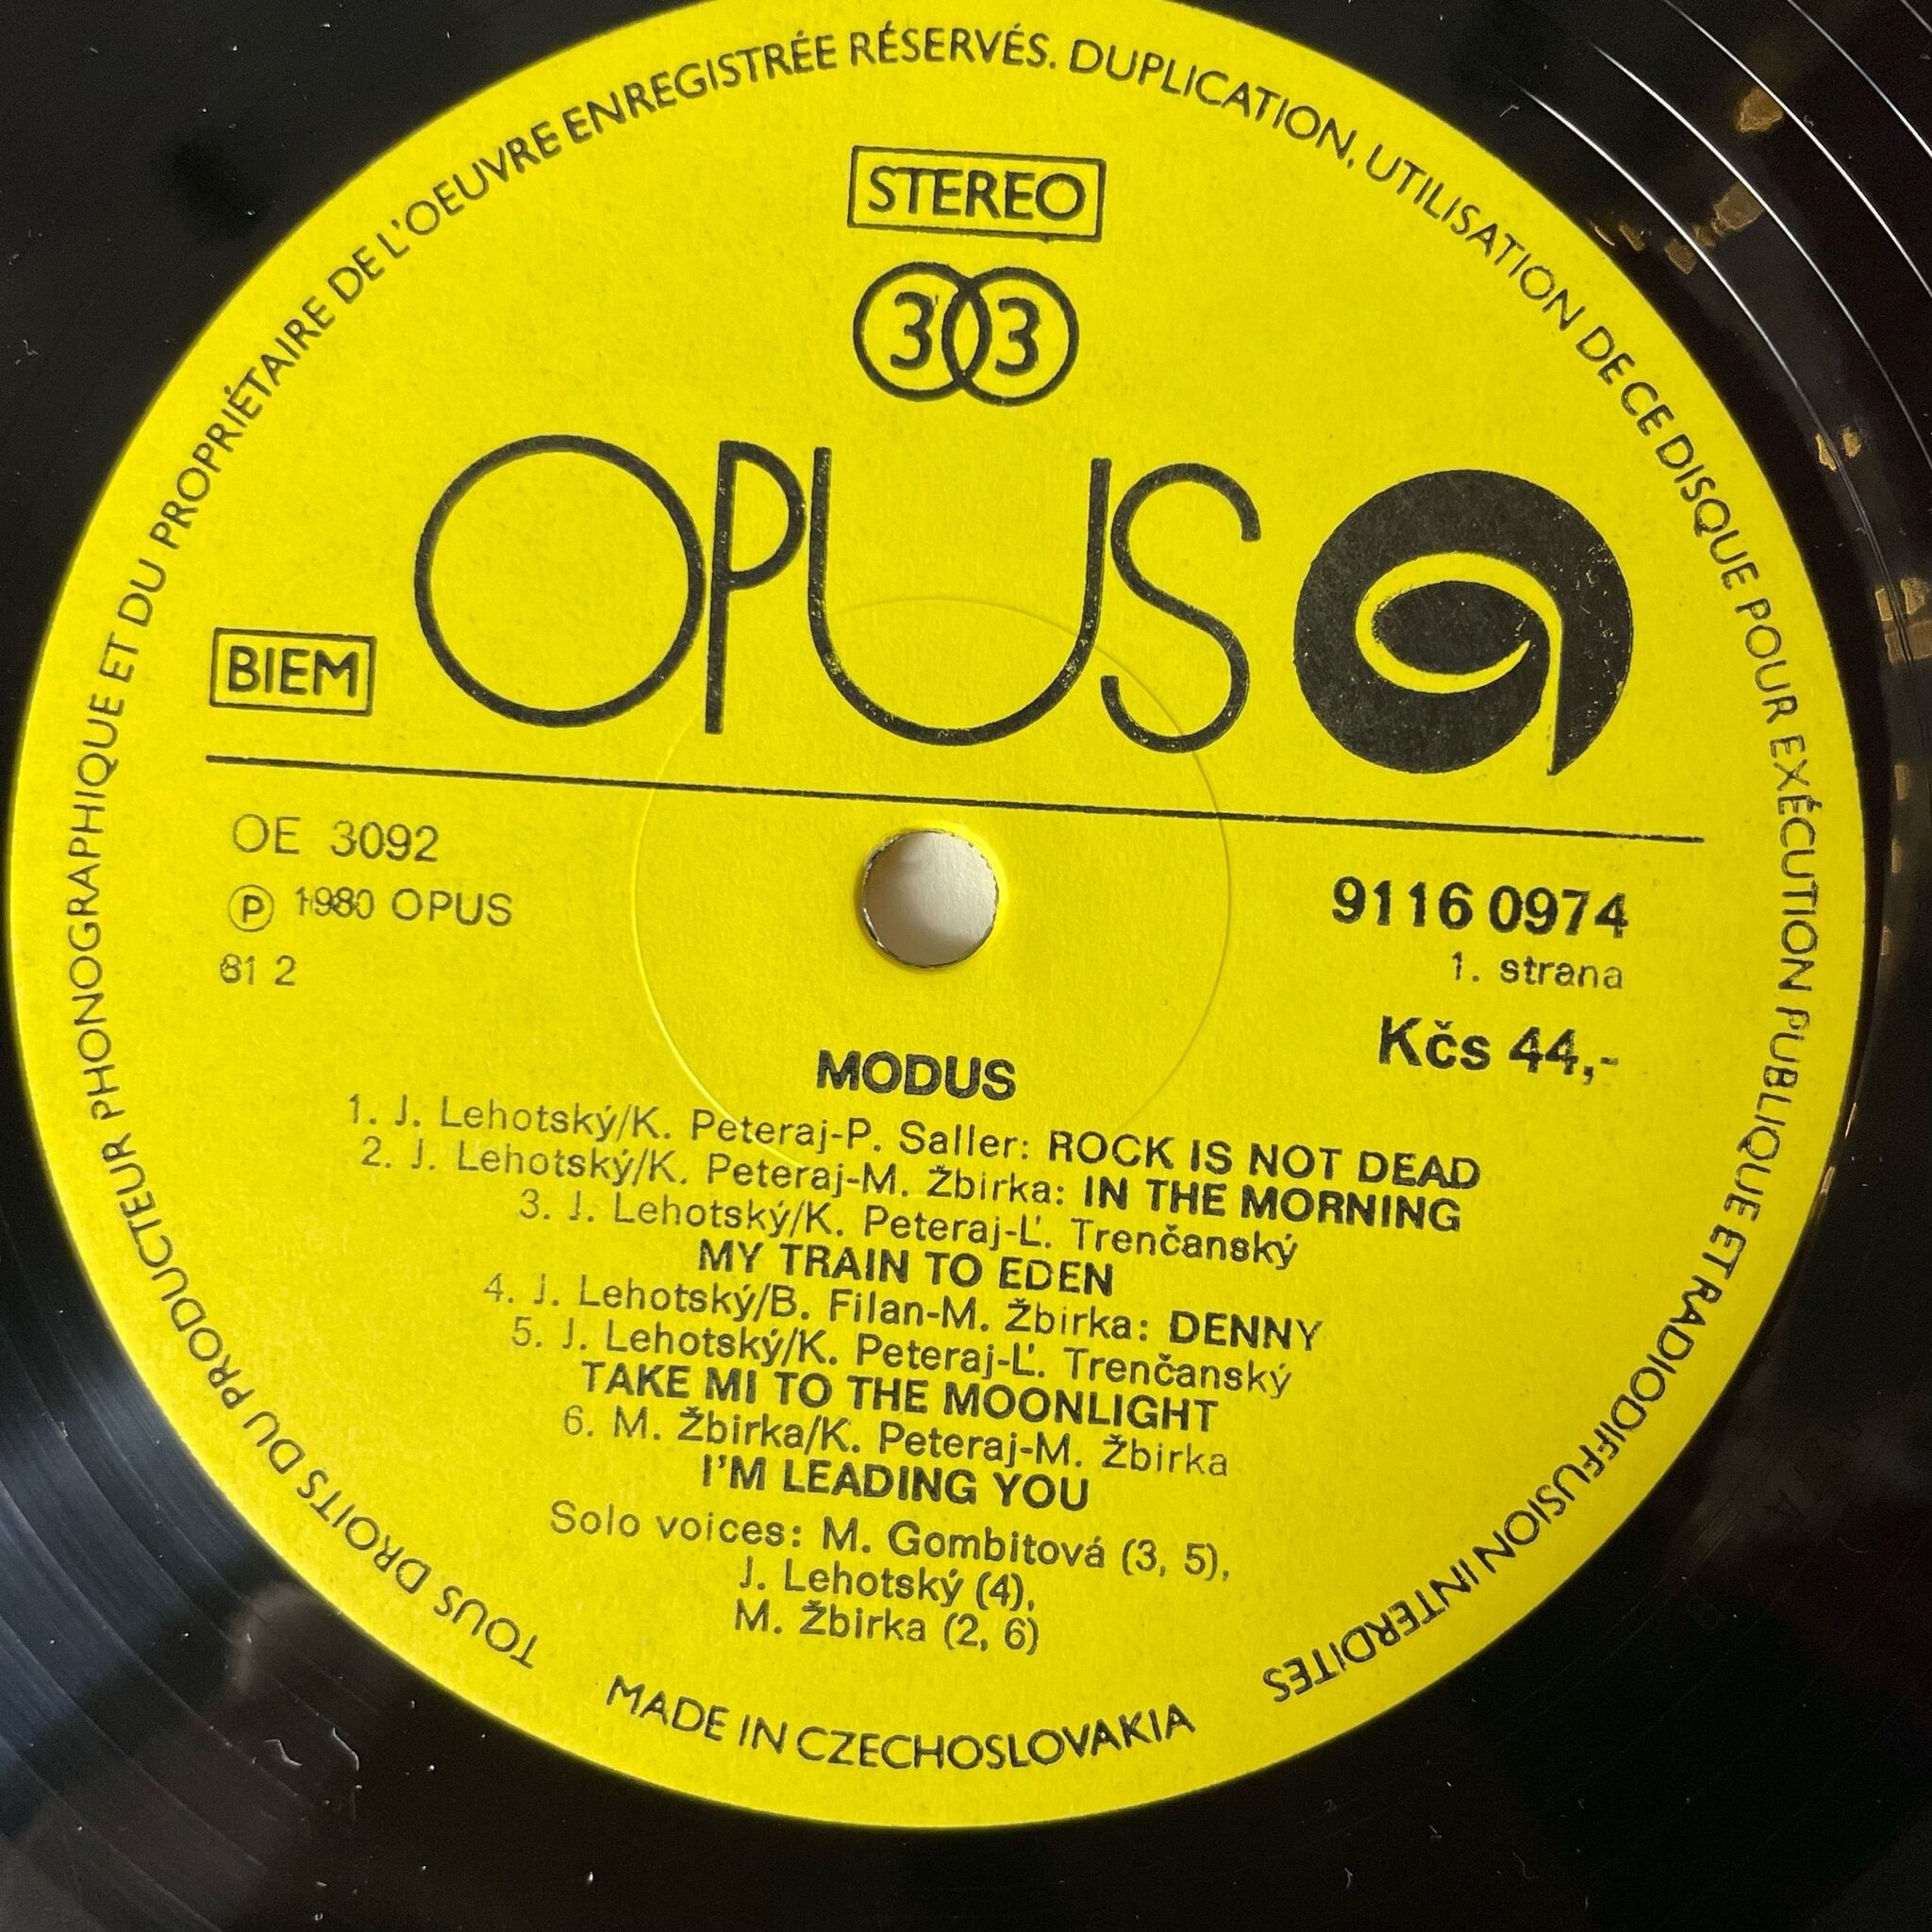 TOUS DROITS DU PRODUCTEUR PHONOGRAPHIQUE ET DU PROPRIÉTAIRE DE L'OEUVRE ENREGISTRÉE RÉSERVÉS. DUPLICATION, UTILISATION DE CE DISQUE POUR EXÉCUTION PUBLIQUE ET RADIODIFFUSION INTERDITES
STEREO
33
OPUS
BIEM
OE 3092
Ⓟ 1980 OPUS
81 2
9116 0974
1. strana
Kčs 44,-
MODUS
1. J. Lehotský/K. Peteraj-P. Saller: ROCK IS NOT DEAD
2. J. Lehotský/K. Peteraj-M. Žbirka: IN THE MORNING
3. J. Lehotský/K. Peteraj-Ľ. Trenčanský
MY TRAIN TO EDEN
4. J. Lehotský/B. Filan-M. Žbirka: DENNY
5. J. Lehotský/K. Peteraj-Ľ. Trenčanský
TAKE MI TO THE MOONLIGHT
6. M. Žbirka/K. Peteraj-M. Žbirka
I'M LEADING YOU
Solo voices: M. Gombitová (3, 5),
J. Lehotský (4),
M. Žbirka (2, 6)
MADE IN CZECHOSLOVAKIA